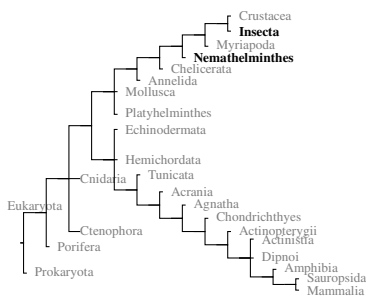 Crustacea
Insecta
Myriapoda
Nemathelminthes
Chelicerata
Annelida
Mollusca
Platyhelminthes
Echinodermata
Hemichordata
Tunicata
Cnidaria
Acrania
Agnatha
Eukaryota
Chondrichthyes
Ctenophora
Actinopterygii
Actinistia
Porifera
Dipnoi
Amphibia
Prokaryota
Sauropsida
Mammalia